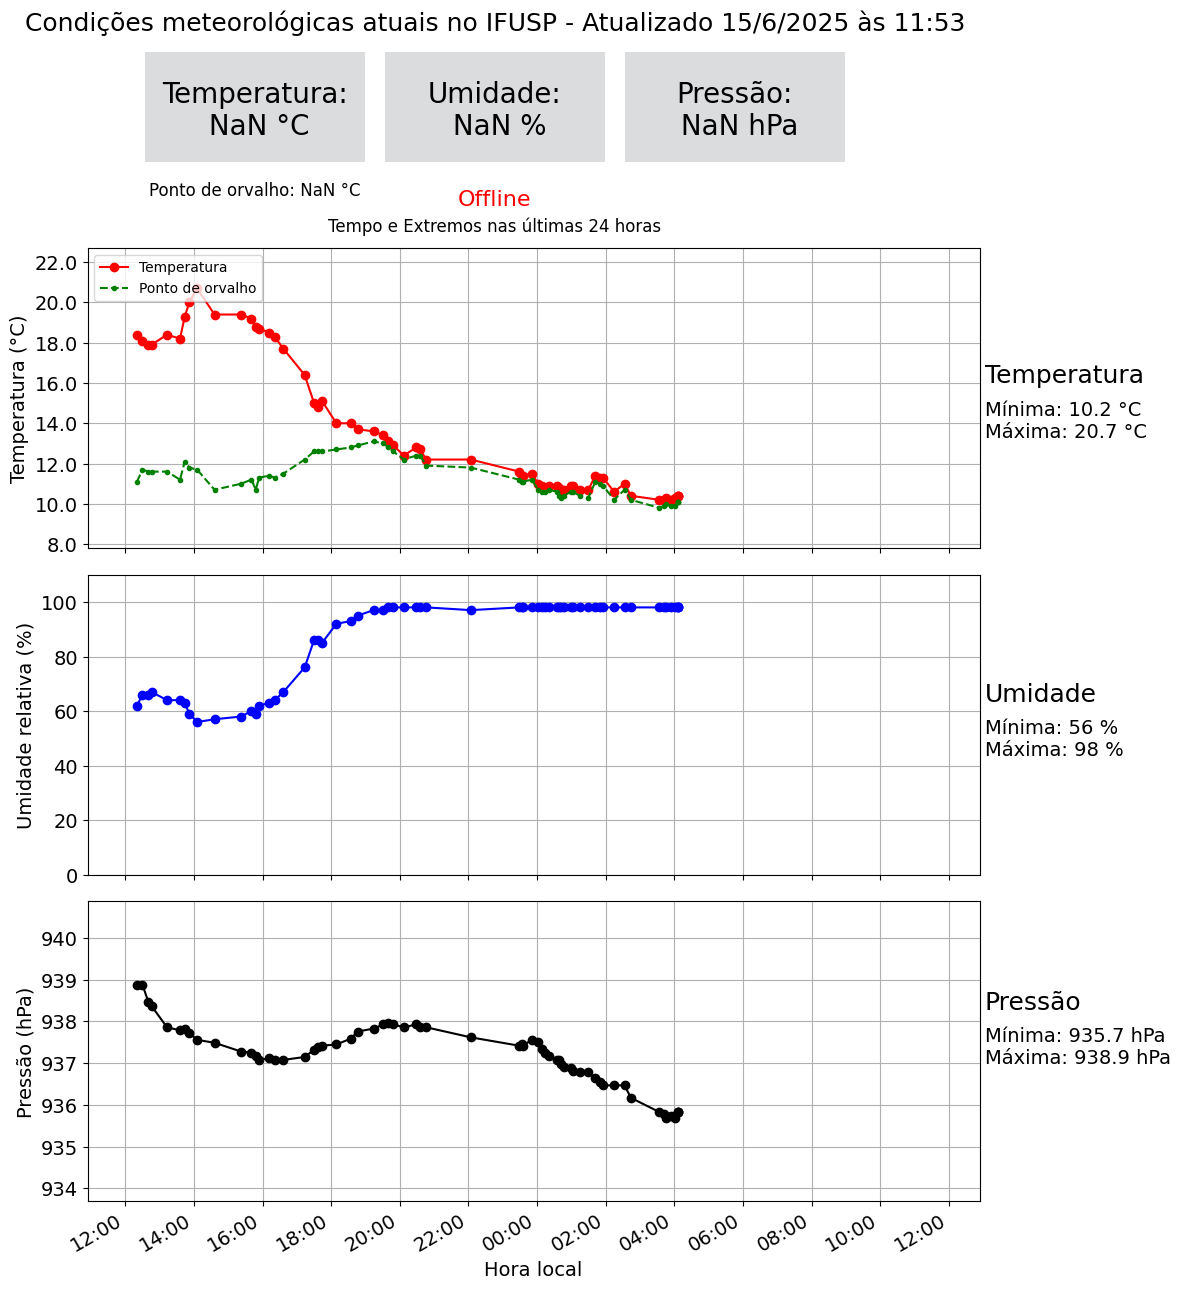 Condições meteorológicas atuais no IFUSP - Atualizado 15/6/2025 às 11:53
Temperatura:
NaN °C
Umidade:
NaN %
Pressão:
NaN hPa
Ponto de orvalho: NaN °C
Offline
Tempo e Extremos nas últimas 24 horas
Temperatura (°C)
22.0
20.0
18.0
16.0
14.0
12.0
10.0
8.0
Temperatura
Ponto de orvalho
Temperatura
Mínima: 10.2 °C
Máxima: 20.7 °C
Umidade relativa (%)
100
80
60
40
20
0
Umidade
Mínima: 56 %
Máxima: 98 %
Pressão (hPa)
940
939
938
937
936
935
934
Pressão
Mínima: 935.7 hPa
Máxima: 938.9 hPa
12:00
14:00
16:00
18:00
20:00
22:00
00:00
02:00
04:00
06:00
08:00
10:00
12:00
Hora local